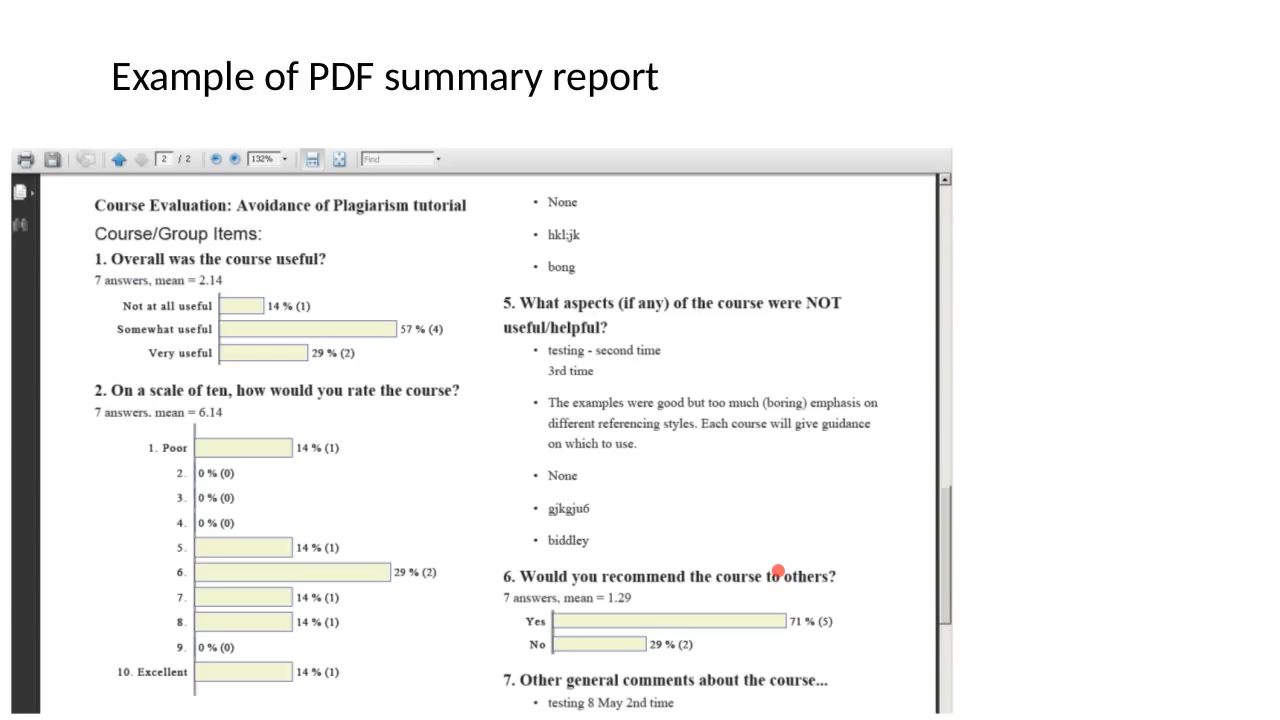 Example of PDF summary report
2 / 2 132% Find
Course Evaluation: Avoidance of Plagiarism tutorial
Course/Group Items:
1. Overall was the course useful?
7 answers, mean = 2.14
Not at all useful 14 % (1)
Somewhat useful 57 % (4)
Very useful 29 % (2)
2. On a scale of ten, how would you rate the course?
7 answers. mean = 6.14
1. Poor 14 % (1)
2. 0 % (0)
3. 0 % (0)
4. 0 % (0)
5. 14 % (1)
6. 29 % (2)
7. 14 % (1)
8. 14 % (1)
9. 0 % (0)
10. Excellent 14 % (1)
• None
• hkl;jk
• bong
5. What aspects (if any) of the course were NOT
useful/helpful?
• testing - second time
3rd time
• The examples were good but too much (boring) emphasis on
different referencing styles. Each course will give guidance
on which to use.
• None
• gjkgju6
• biddley
6. Would you recommend the course to others?
7 answers, mean = 1.29
Yes 71 % (5)
No 29 % (2)
7. Other general comments about the course...
• testing 8 May 2nd time